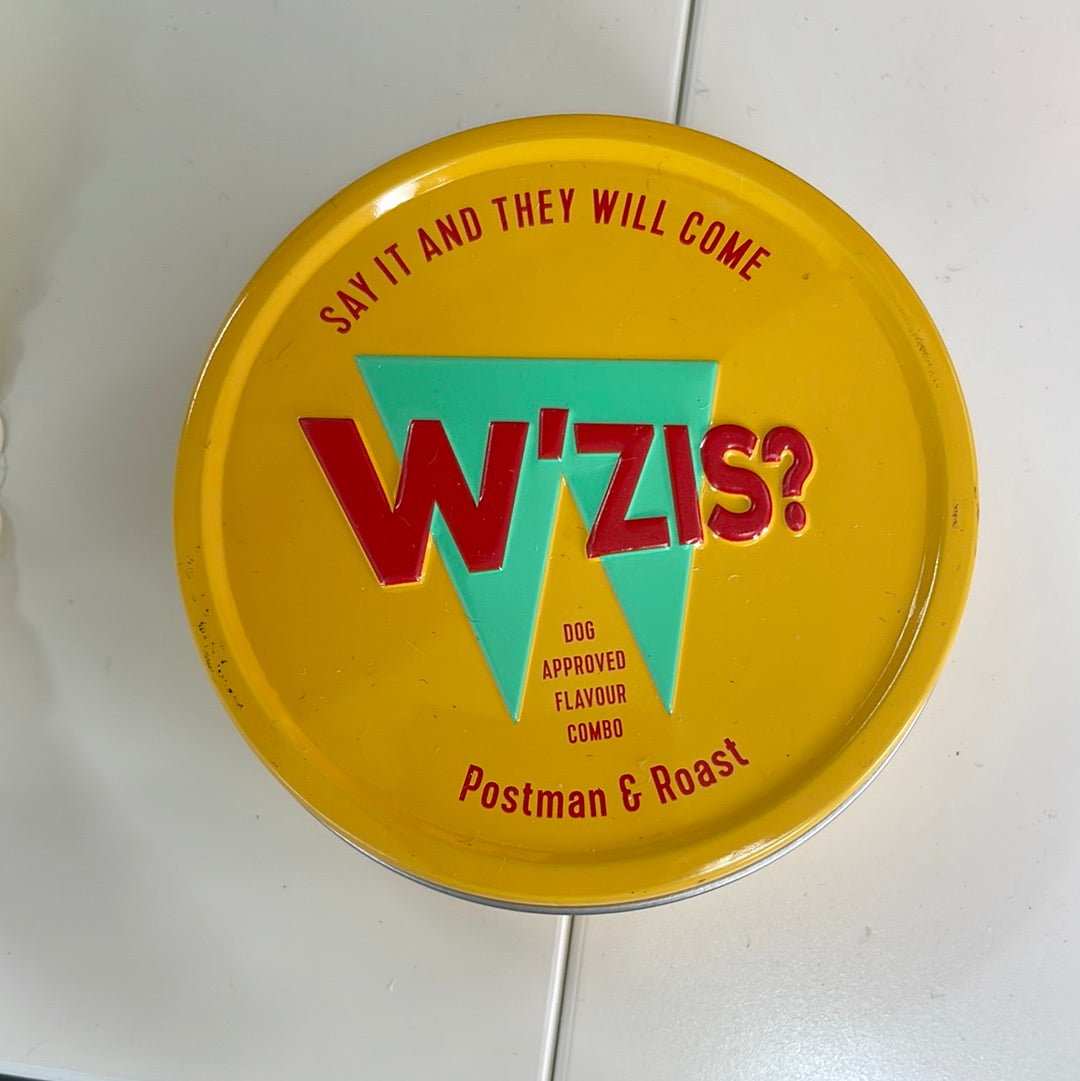 SAY IT AND THEY WILL COME
W'ZIS?
DOG
APPROVED
FLAVOUR
COMBO
Postman & Roast